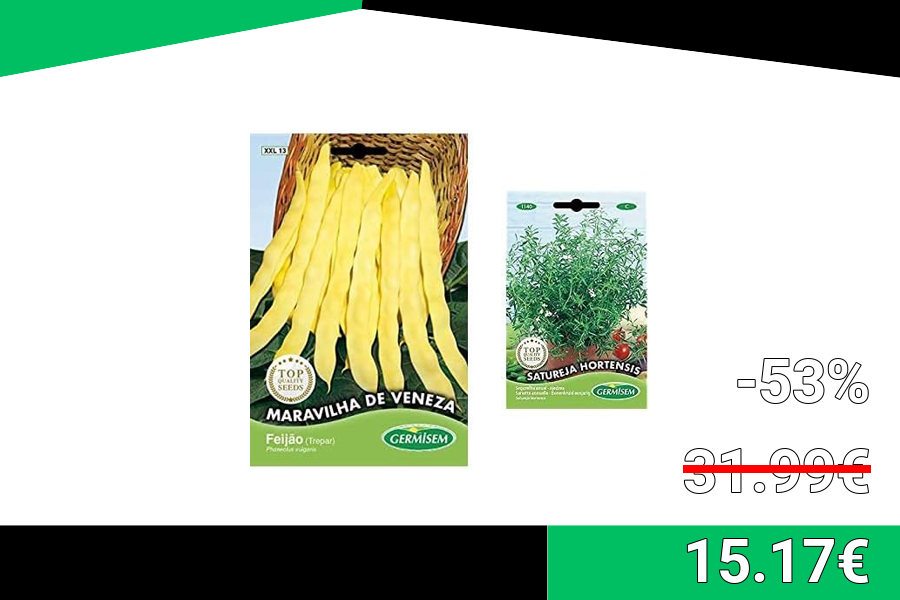 XXL 13
TOP
QUALITY
SEEDS
MARAVILHA DE VENEZA
Feijão (Trepar)
Phaseolus vulgaris
GERMISEM
1140
C
TOP
QUALITY
SEEDS
SATUREJA HORTENSIS
GERMISEM
-53%
31.99€
15.17€